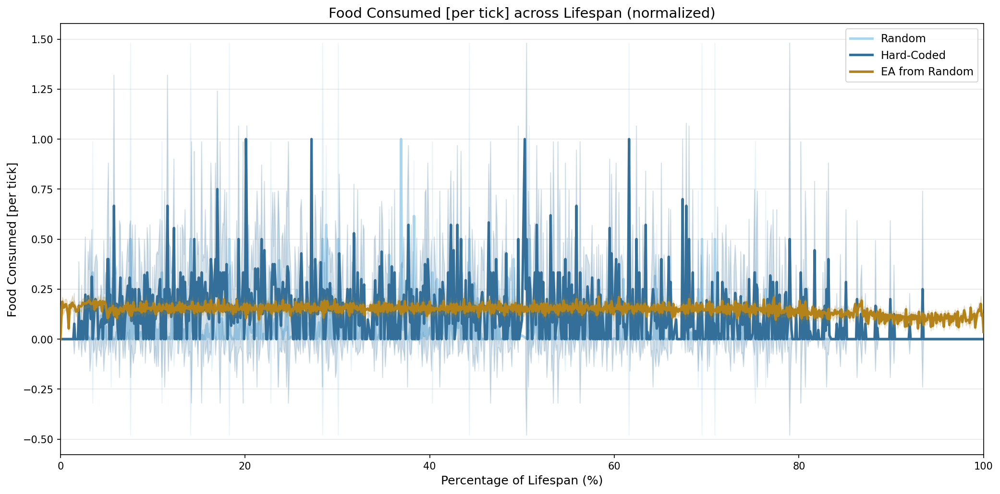 Food Consumed [per tick] across Lifespan (normalized)
Food Consumed [per tick]
1.50
1.25
1.00
0.75
0.50
0.25
0.00
−0.25
−0.50
Random
Hard-Coded
EA from Random
0
20
40
60
80
100
Percentage of Lifespan (%)